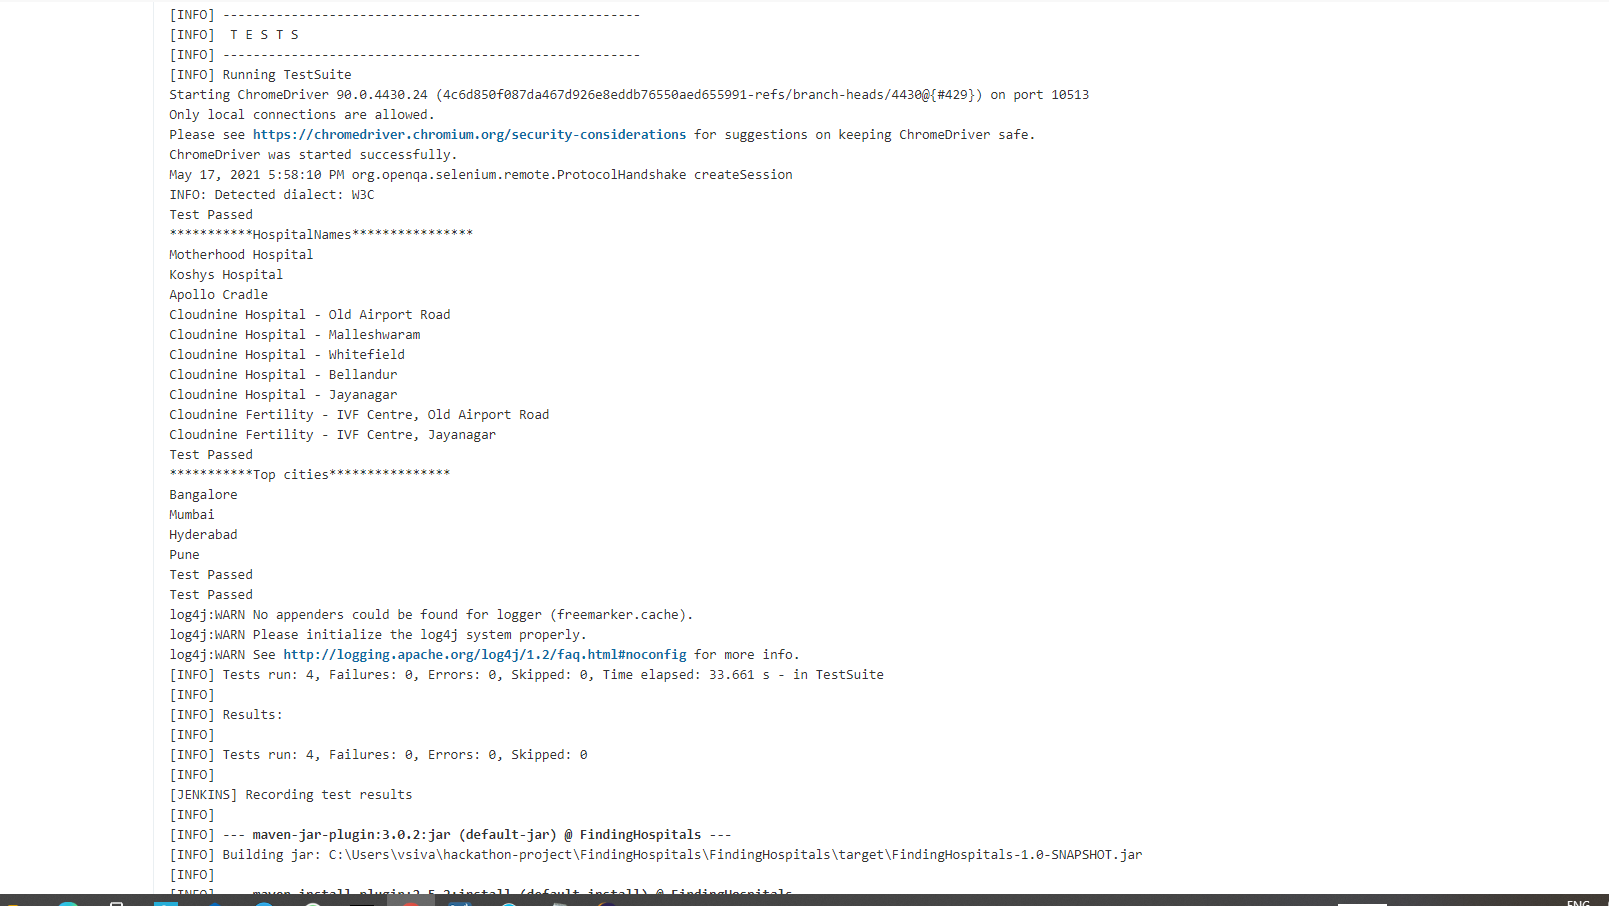 [INFO] -------------------------------------------------------
[INFO]  T E S T S
[INFO] -------------------------------------------------------
[INFO] Running TestSuite
Starting ChromeDriver 90.0.4430.24 (4c6d850f087da467d926e8eddb76550aed655991-refs/branch-heads/4430@{#429}) on port 10513
Only local connections are allowed.
Please see https://chromedriver.chromium.org/security-considerations for suggestions on keeping ChromeDriver safe.
ChromeDriver was started successfully.
May 17, 2021 5:58:10 PM org.openqa.selenium.remote.ProtocolHandshake createSession
INFO: Detected dialect: W3C
Test Passed
***********HospitalNames****************
Motherhood Hospital
Koshys Hospital
Apollo Cradle
Cloudnine Hospital - Old Airport Road
Cloudnine Hospital - Malleshwaram
Cloudnine Hospital - Whitefield
Cloudnine Hospital - Bellandur
Cloudnine Hospital - Jayanagar
Cloudnine Fertility - IVF Centre, Old Airport Road
Cloudnine Fertility - IVF Centre, Jayanagar
Test Passed
***********Top cities****************
Bangalore
Mumbai
Hyderabad
Pune
Test Passed
Test Passed
log4j:WARN No appenders could be found for logger (freemarker.cache).
log4j:WARN Please initialize the log4j system properly.
log4j:WARN See http://logging.apache.org/log4j/1.2/faq.html#noconfig for more info.
[INFO] Tests run: 4, Failures: 0, Errors: 0, Skipped: 0, Time elapsed: 33.661 s - in TestSuite
[INFO]
[INFO] Results:
[INFO]
[INFO] Tests run: 4, Failures: 0, Errors: 0, Skipped: 0
[INFO]
[JENKINS] Recording test results
[INFO]
[INFO] --- maven-jar-plugin:3.0.2:jar (default-jar) @ FindingHospitals ---
[INFO] Building jar: C:\Users\vsiva\hackathon-project\FindingHospitals\FindingHospitals\target\FindingHospitals-1.0-SNAPSHOT.jar
[INFO]
[INFO] --- maven-install-plugin:2.5.2:install (default-install) @ FindingHospitals
ENG